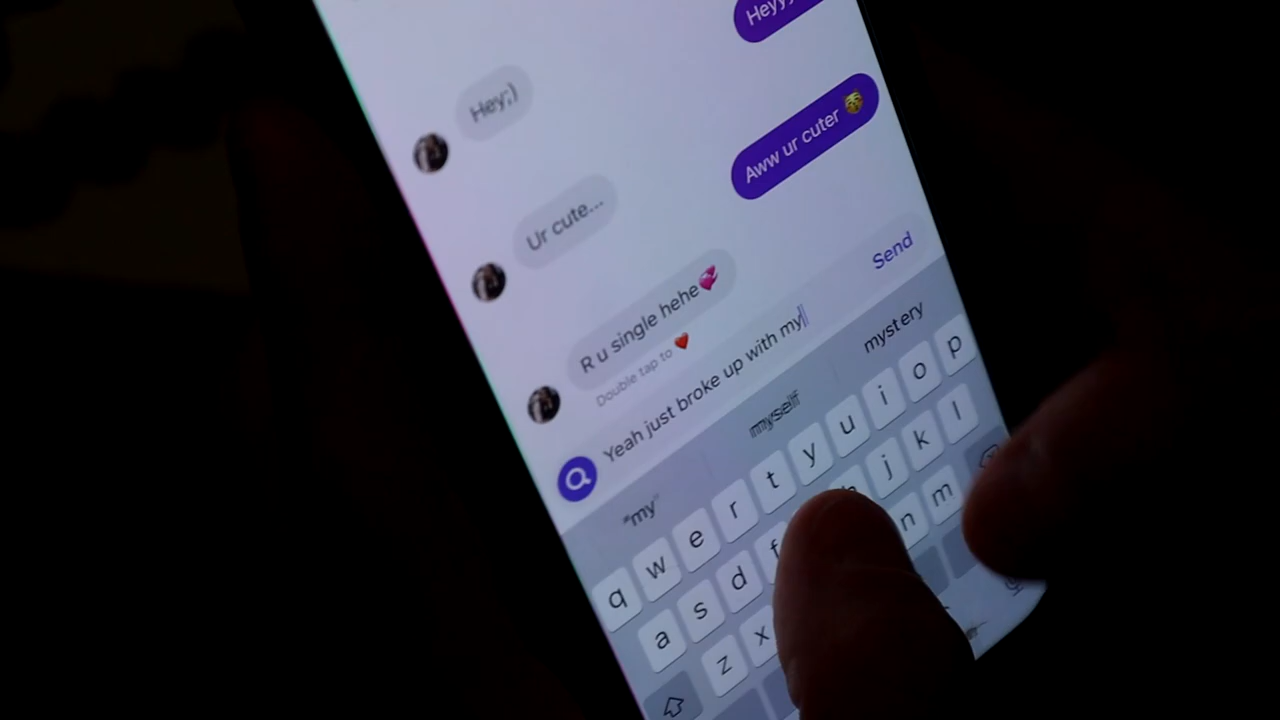 Heyyy
Hey;)
Aww ur cuter 😽
Ur cute...
R u single hehe💞
Double tap to ❤️
Yeah just broke up with my
Send
"my"
myself
mystery
q w e r t y u i o p
a s d f j k l
z x n m